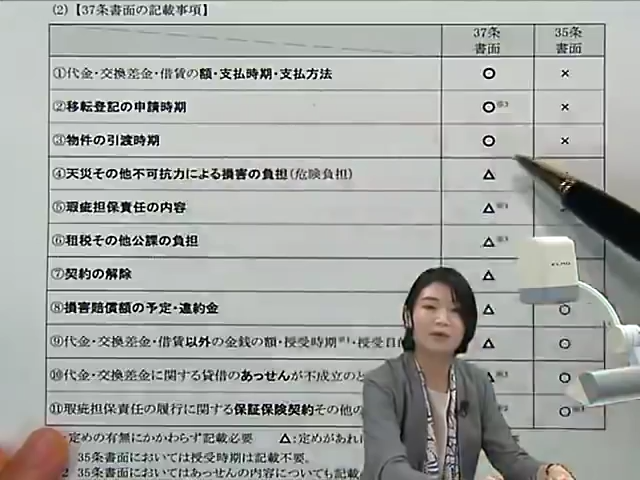 (2)【37条書面の記載事項】
37条書面 35条書面
①代金・交換差金・借賃の額・支払時期・支払方法 ○ ×
②移転登記の申請時期 ○※3 ×
③物件の引渡時期 ○ ×
④天災その他不可抗力による損害の負担(危険負担) △
⑤瑕疵担保責任の内容 △※3
⑥租税その他公課の負担 △※3
⑦契約の解除 △
⑧損害賠償額の予定・違約金 △ ○
⑨代金・交換差金・借賃以外の金銻の額・授受時期※1・授受目 △ ○
⑩代金・交換差金に関する貸借のあっせんが不成立のと
⑪瑕疵担保責任の履行に関する保証保険契約その他の
:定めの有無にかかわらず記載必要 △:定めがあれ
35条書面においては授受時期は記載不要。
2 35条書面においてはあっせんの内容についても記載
ELMO